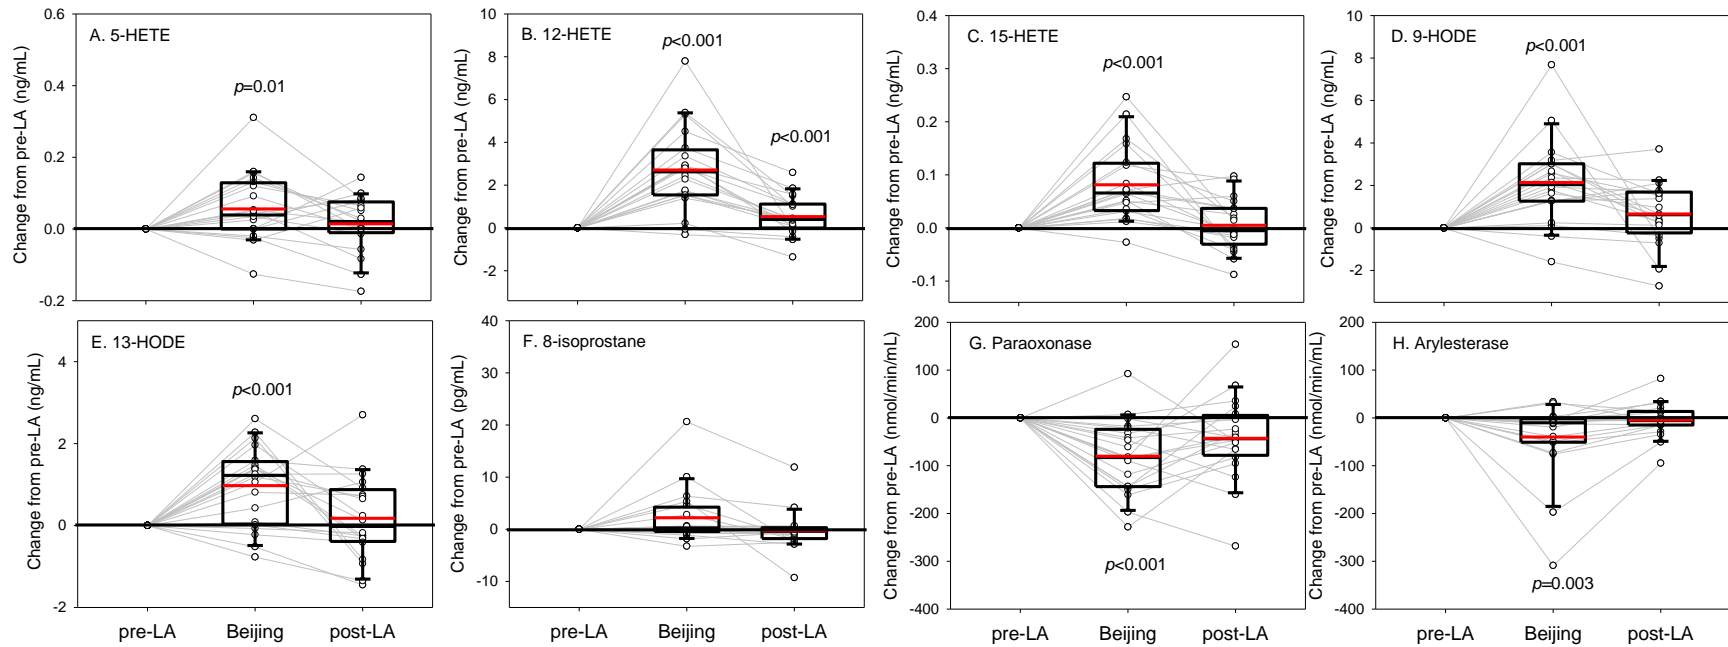 A. 5-HETE
p=0.01
Change from pre-LA (ng/mL)
0.6
0.4
0.2
0.0
-0.2
B. 12-HETE
p<0.001
p<0.001
Change from pre-LA (ng/mL)
10
8
6
4
2
0
-2
C. 15-HETE
p<0.001
Change from pre-LA (ng/mL)
0.4
0.3
0.2
0.1
0.0
-0.1
D. 9-HODE
p<0.001
Change from pre-LA (ng/mL)
10
8
6
4
2
0
-2
E. 13-HODE
p<0.001
Change from pre-LA (ng/mL)
4
2
0
-2
pre-LA Beijing post-LA
F. 8-isoprostane
Change from pre-LA (pg/mL)
40
30
20
10
0
-10
pre-LA Beijing post-LA
G. Paraoxonase
p<0.001
Change from pre-LA (nmol/min/mL)
200
100
0
-100
-200
-300
-400
pre-LA Beijing post-LA
H. Arylesterase
p=0.003
Change from pre-LA (nmol/min/mL)
200
100
0
-100
-200
-300
-400
pre-LA Beijing post-LA